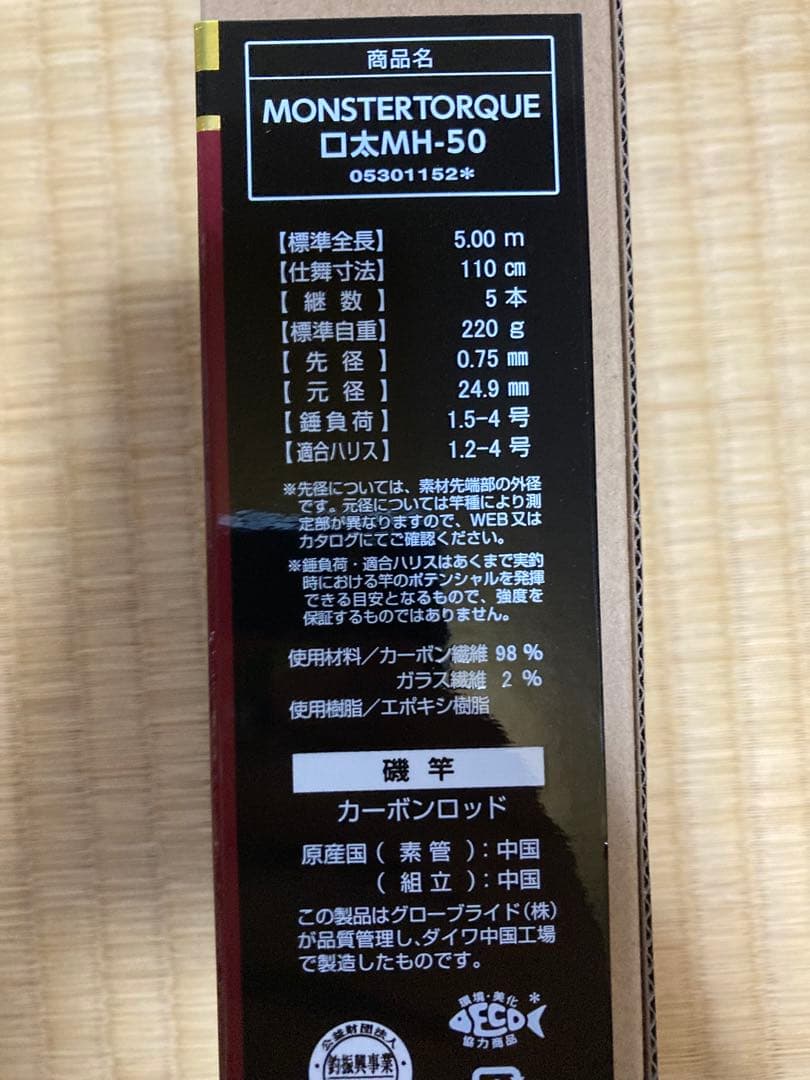 商品名
MONSTERTORQUE
口太MH-50
05301152*
【標準全長】 5.00 m
【仕舞寸法】 110 cm
【継数】 5 本
【標準自重】 220 g
【先径】 0.75 mm
【元径】 24.9 mm
【錘負荷】 1.5-4 号
【適合ハリス】 1.2-4 号
※先径については、素材先端部の外径
です。元径については竿種により測
定部が異なりますので、WEB又は
カタログにてご確認ください。
※錘負荷・適合ハリスはあくまで実釣
時における竿のポテンシャルを発揮
できる目安となるもので、強度を
保証するものではありません。
使用材料／カーボン繊維 98 %
ガラス繊維 2 %
使用樹脂／エポキシ樹脂
磯竿
カーボンロッド
原産国(素管):中国
(組立):中国
この製品はグローブライド(株)
が品質管理し、ダイワ中国工場
で製造したものです。
環境・美化*
ECO
協力商品
公益財団法人
釣振興事業